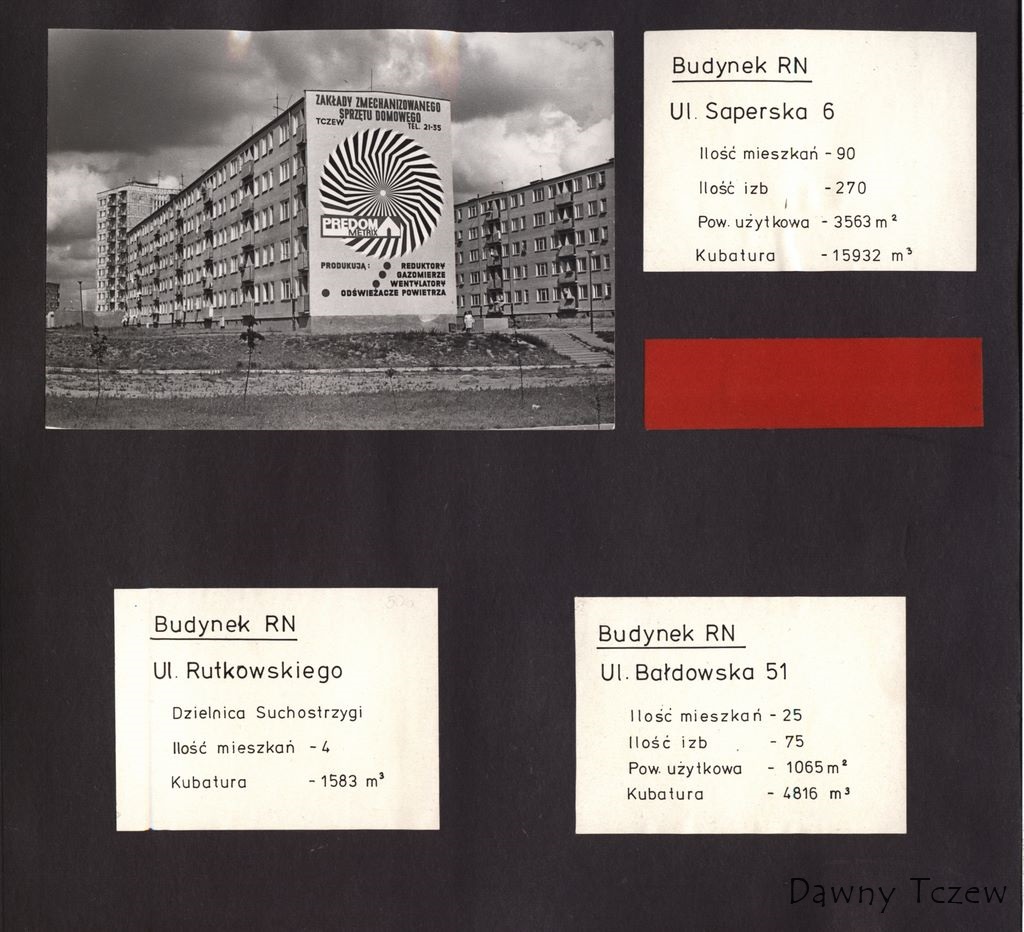 ZAKŁADY ZMECHANIZOWANEGO
SPRZĘTU DOMOWEGO
TCZEW TEL. 21-35
PREDOM
METRIX
PRODUKUJĄ: REDUKTORY
GAZOMIERZE
WENTYLATORY
ODŚWIEŻACZE POWIETRZA
Budynek RN
Ul. Saperska 6
Ilość mieszkań - 90
Ilość izb - 270
Pow. użytkowa - 3563 m²
Kubatura - 15932 m³
Budynek RN
Ul. Rutkowskiego
Dzielnica Suchostrzygi
Ilość mieszkań - 4
Kubatura - 1583 m³
Budynek RN
Ul. Bałdowska 51
Ilość mieszkań - 25
Ilość izb - 75
Pow. użytkowa - 1065 m²
Kubatura - 4816 m³
Dawny Tczew